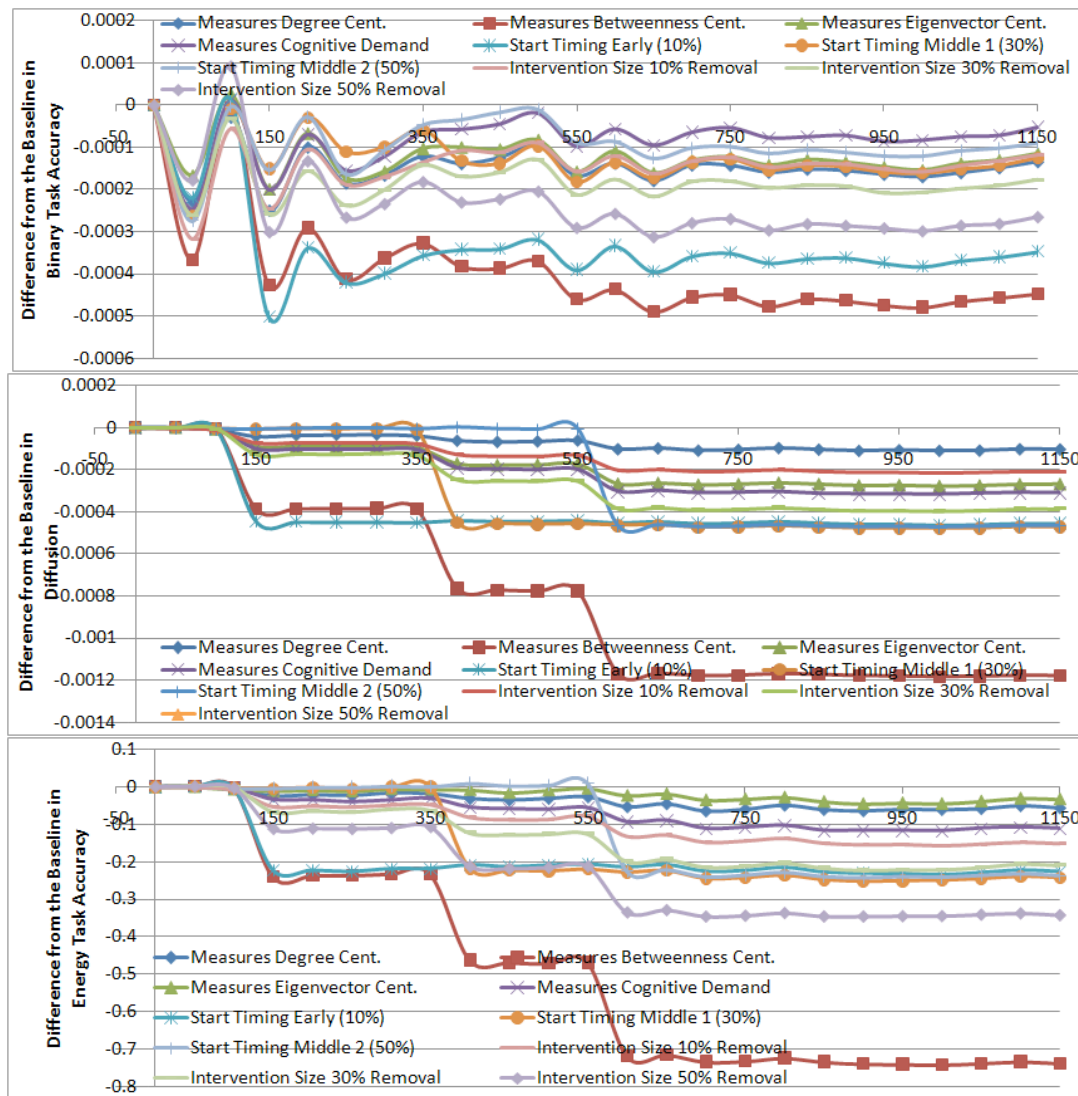 0.0002
Measures Degree Cent. Measures Betweenness Cent. Measures Eigenvector Cent.
Measures Cognitive Demand Start Timing Early (10%) Start Timing Middle 1 (30%)
0.0001
Start Timing Middle 2 (50%) Intervention Size 10% Removal Intervention Size 30% Removal
Intervention Size 50% Removal
0
-50 150 350 550 750 950 1150
-0.0001
-0.0002
-0.0003
-0.0004
-0.0005
-0.0006
Difference from the Baseline in
Binary Task Accuracy
0.0002
0
-50 150 350 550 750 950 1150
-0.0002
-0.0004
-0.0006
-0.0008
-0.001
Measures Degree Cent. Measures Betweenness Cent. Measures Eigenvector Cent.
Measures Cognitive Demand Start Timing Early (10%) Start Timing Middle 1 (30%)
-0.0012
Start Timing Middle 2 (50%) Intervention Size 10% Removal Intervention Size 30% Removal
Intervention Size 50% Removal
-0.0014
Difference from the Baseline in
Diffusion
0.1
0
-50 150 350 550 750 950 1150
-0.1
-0.2
-0.3
-0.4
Measures Degree Cent. Measures Betweenness Cent.
-0.5
Measures Eigenvector Cent. Measures Cognitive Demand
-0.6
Start Timing Early (10%) Start Timing Middle 1 (30%)
-0.7
Start Timing Middle 2 (50%) Intervention Size 10% Removal
Intervention Size 30% Removal Intervention Size 50% Removal
-0.8
Difference from the Baseline in
Energy Task Accuracy